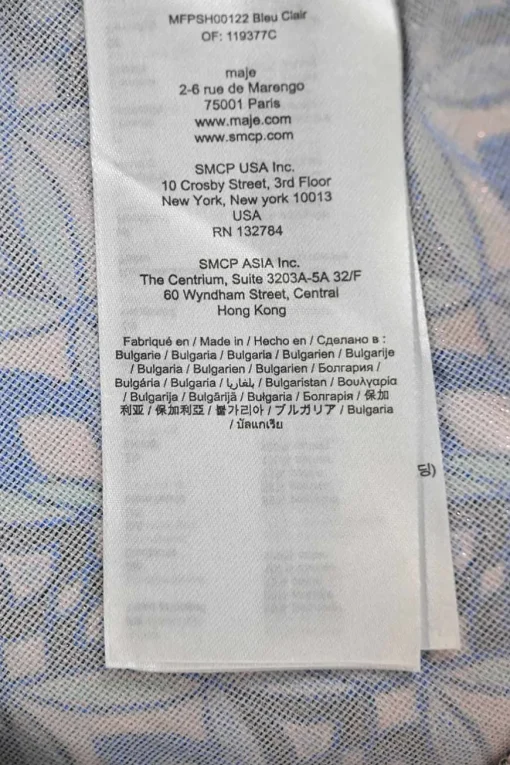 MFPSH00122 Bleu Clair
OF: 119377C
maje
2-6 rue de Marengo
75001 Paris
www.maje.com
www.smcp.com
SMCP USA Inc.
10 Crosby Street, 3rd Floor
New York, New york 10013
USA
RN 132784
SMCP ASIA Inc.
The Centrium, Suite 3203A-5A 32/F
60 Wyndham Street, Central
Hong Kong
Fabriqué en / Made in / Hecho en / Сделано в :
Bulgarie / Bulgaria / Bulgaria / Bulgarien / Bulgarije
/ Bulgaria / Bulgarien / Bulgarien / България /
Bulgária / Bulgaria / بلغاريا / Bulgaristan / Βουλγαρία
/ Bulgarija / Bulgārijā / Bułgaria / Болгарія / 保加
利亚 / 保加利亞 / 불가리아 / ブルガリア / Bulgaria
/ บัลแกเรีย
딩)